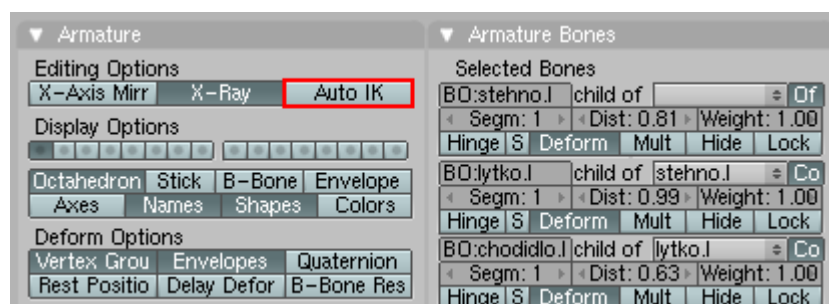 Armature
Editing Options
X-Axis Mirr X-Ray Auto IK
Display Options
Octahedron Stick B-Bone Envelope
Axes Names Shapes Colors
Deform Options
Vertex Grou Envelopes Quaternion
Rest Positio Delay Defor B-Bone Res
Armature Bones
Selected Bones
BO:stehno.l child of Of
Segm: 1 Dist: 0.81 Weight: 1.00
Hinge S Deform Mult Hide Lock
BO:lytko.l child of stehno.l Co
Segm: 1 Dist: 0.99 Weight: 1.00
Hinge S Deform Mult Hide Lock
BO:chodidlo.l child of lytko.l Co
Segm: 1 Dist: 0.63 Weight: 1.00
Hinge S Deform Mult Hide Lock